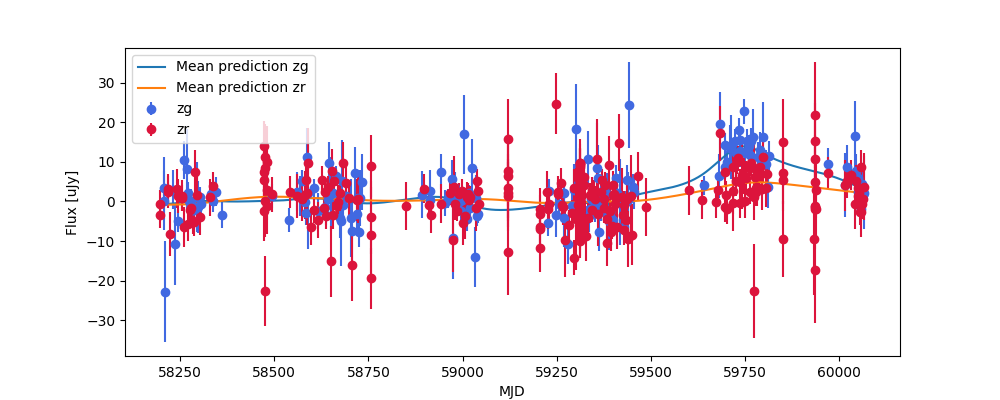 Mean prediction zg
Mean prediction zr
zg
zr
30
20
10
0
−10
−20
−30
Flux [uJy]
58250
58500
58750
59000
59250
59500
59750
60000
MJD